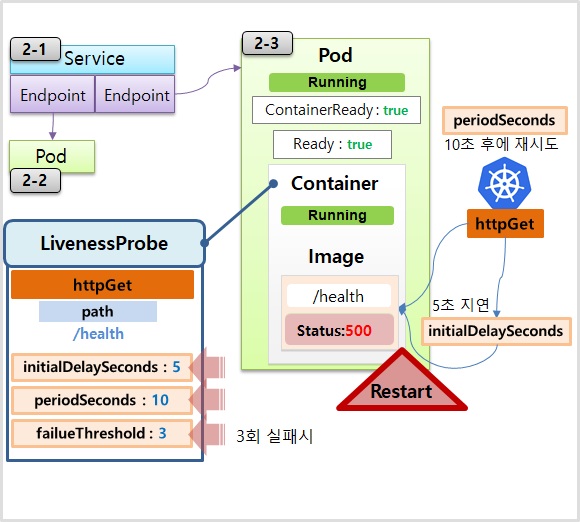 2-1
Service
Endpoint
Endpoint
Pod
2-2
2-3
Pod
Running
ContainerReady : true
Ready : true
Container
Running
Image
/health
Status:500
Restart
periodSeconds
10초 후에 재시도
httpGet
5초 지연
initialDelaySeconds
LivenessProbe
httpGet
path
/health
initialDelaySeconds : 5
periodSeconds : 10
failueThreshold : 3
3회 실패시